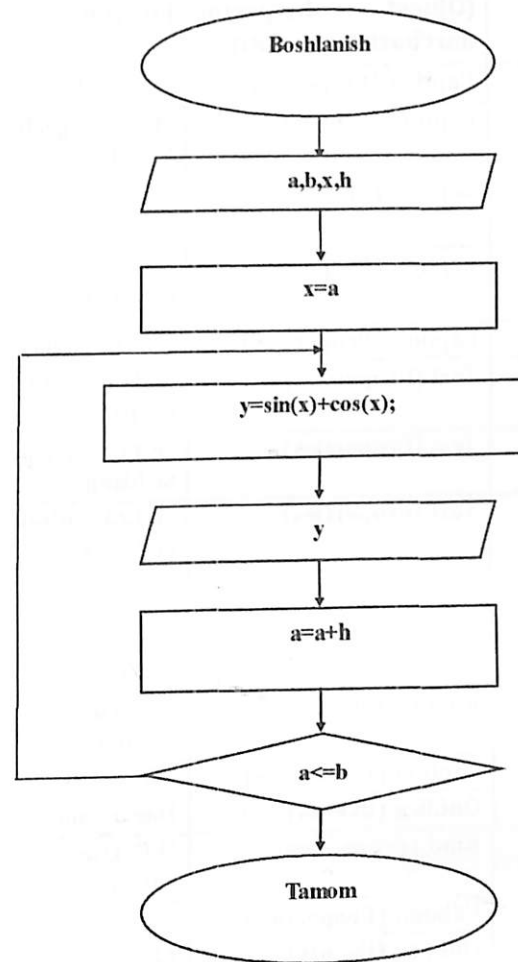 Boshlanish
a,b,x,h
x=a
y=sin(x)+cos(x);
y
a=a+h
a<=b
Tamom